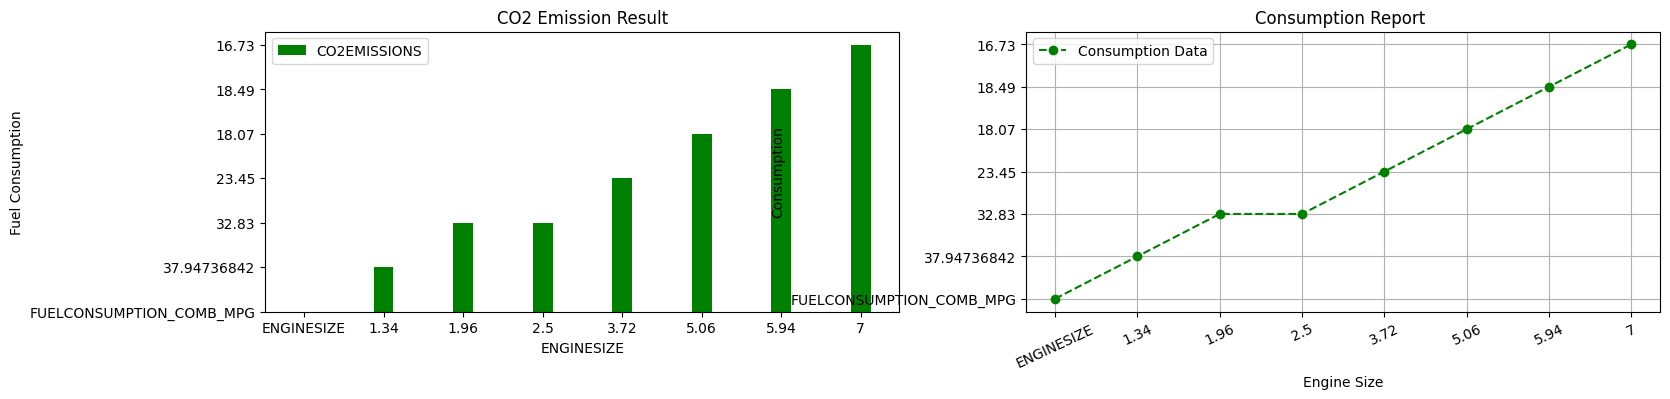 CO2 Emission Result
CO2EMISSIONS
Fuel Consumption
16.73
18.49
18.07
23.45
32.83
37.94736842
FUELCONSUMPTION_COMB_MPG
ENGINESIZE 1.34 1.96 2.5 3.72 5.06 5.94 7
ENGINESIZE
Consumption Report
Consumption Data
Consumption
16.73
18.49
18.07
23.45
32.83
37.94736842
FUELCONSUMPTION_COMB_MPG
ENGINESIZE 1.34 1.96 2.5 3.72 5.06 5.94 7
Engine Size